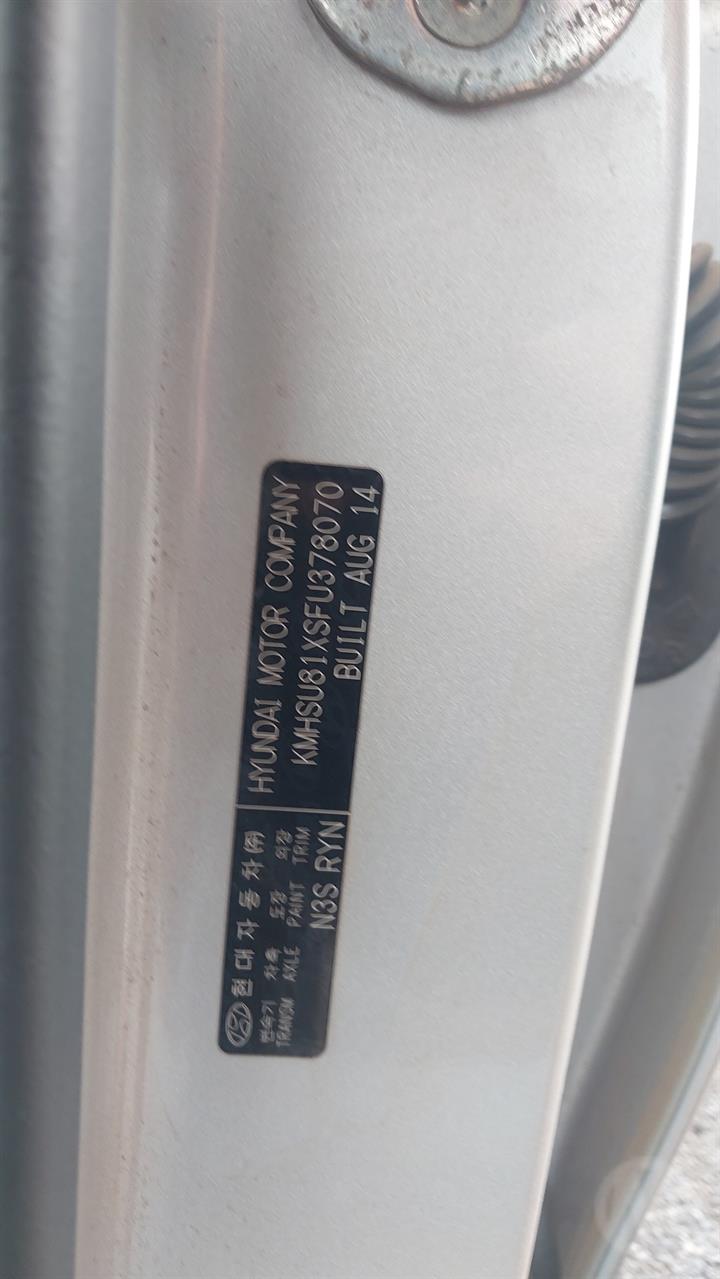 현대자동차(주)
변속기 차축 도장 외장
TRANSM AXLE PAINT TRIM
N3S RYN
HYUNDAI MOTOR COMPANY
KMHSU81XSFU378070
BUILT AUG 14